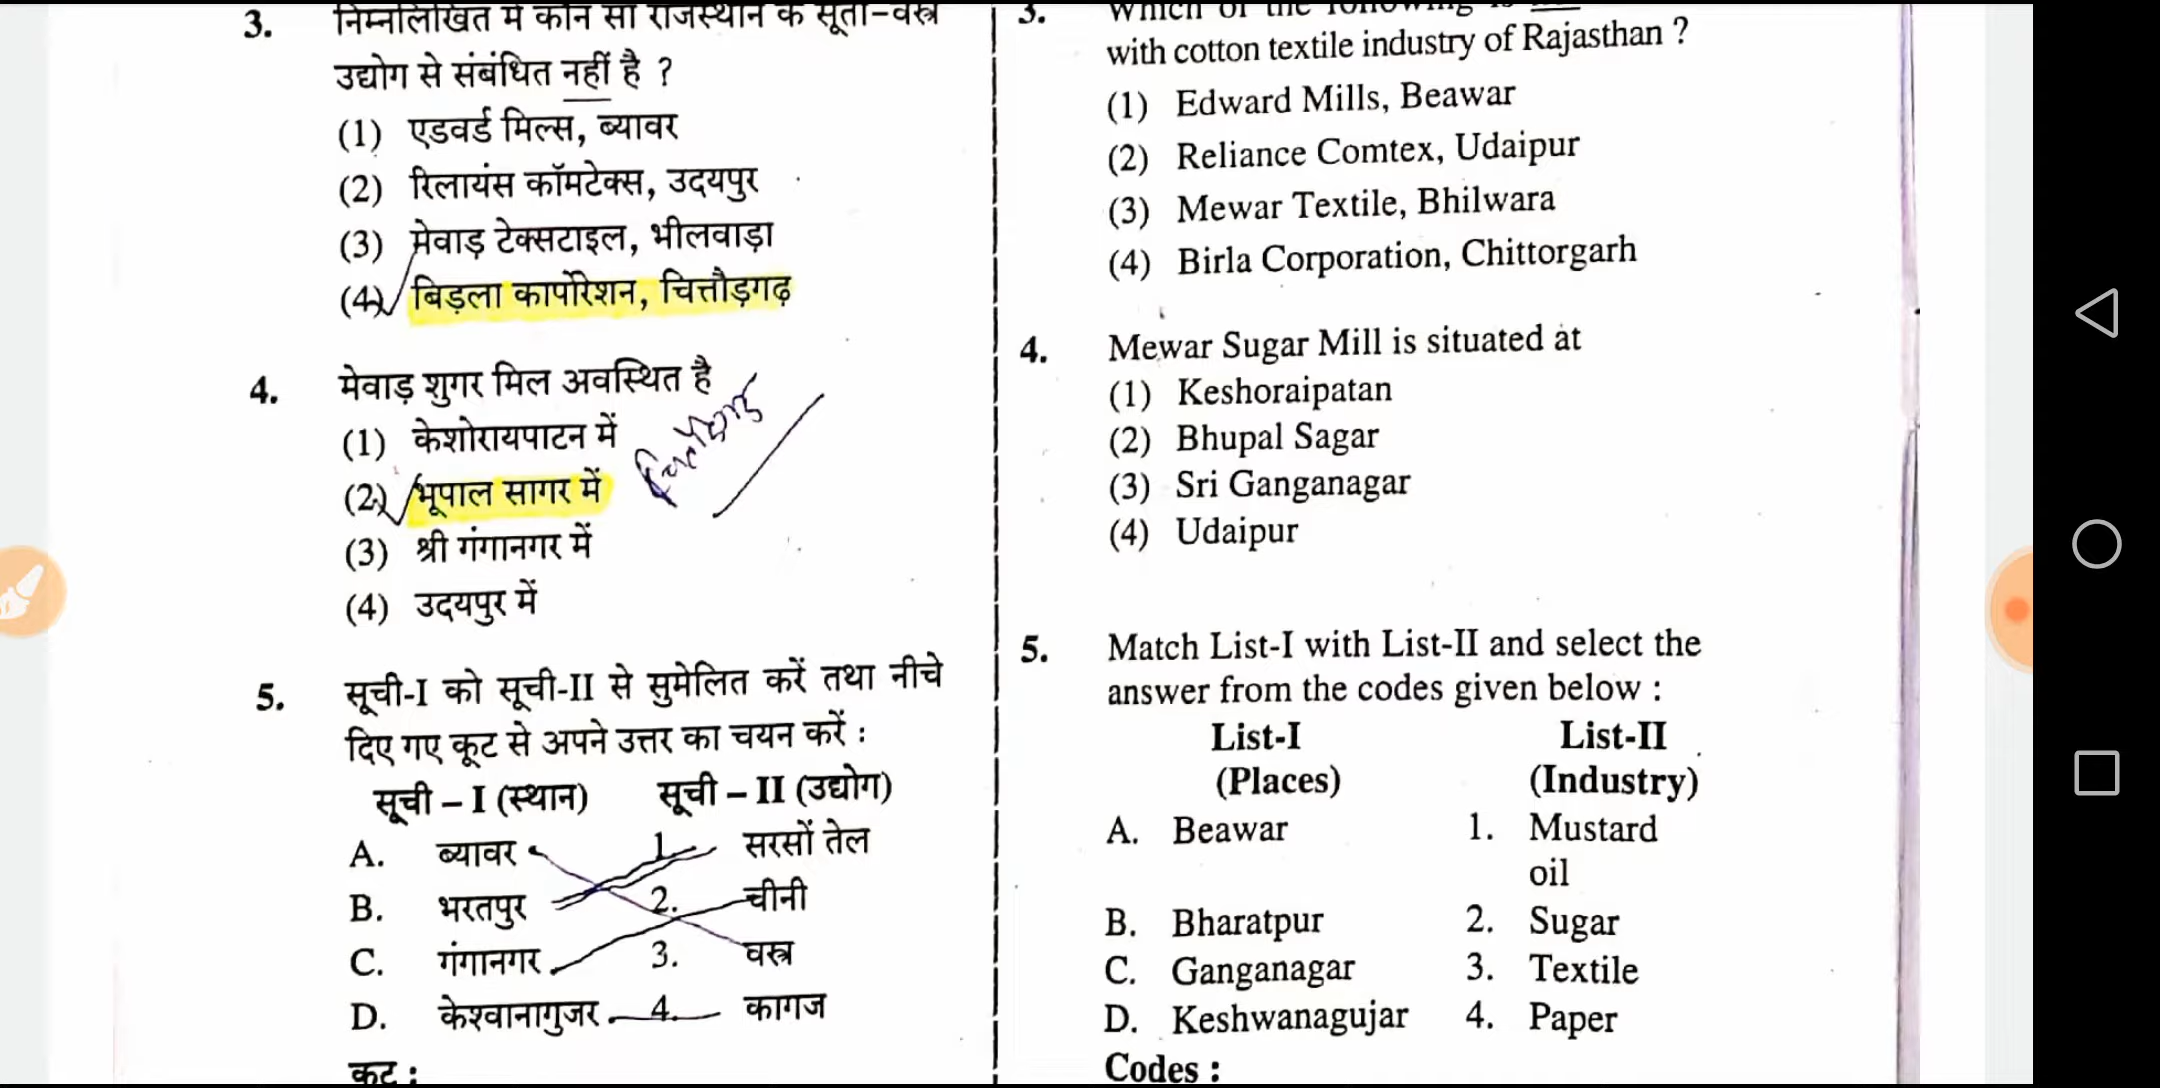 3. निम्नलिखित में कौन सा राजस्थान के सूती-वस्त्र
उद्योग से संबंधित नहीं है ?
(1) एडवर्ड मिल्स, ब्यावर
(2) रिलायंस कॉमटेक्स, उदयपुर
(3) मेवाड़ टेक्सटाइल, भीलवाड़ा
(4) बिड़ला कार्पोरेशन, चित्तौड़गढ़
4. मेवाड़ शुगर मिल अवस्थित है
(1) केशोरायपाटन में
(2) भूपाल सागर में
(3) श्री गंगानगर में
(4) उदयपुर में
5. सूची-I को सूची-II से सुमेलित करें तथा नीचे
दिए गए कूट से अपने उत्तर का चयन करें :
सूची – I (स्थान) सूची – II (उद्योग)
A. ब्यावर 1. सरसों तेल
B. भरतपुर 2. चीनी
C. गंगानगर 3. वस्त्र
D. केश्वानागुजर 4. कागज
कूट :
3. Which of the following is
with cotton textile industry of Rajasthan ?
(1) Edward Mills, Beawar
(2) Reliance Comtex, Udaipur
(3) Mewar Textile, Bhilwara
(4) Birla Corporation, Chittorgarh
4. Mewar Sugar Mill is situated at
(1) Keshoraipatan
(2) Bhupal Sagar
(3) Sri Ganganagar
(4) Udaipur
5. Match List-I with List-II and select the
answer from the codes given below :
List-I List-II
(Places) (Industry)
A. Beawar 1. Mustard
oil
B. Bharatpur 2. Sugar
C. Ganganagar 3. Textile
D. Keshwanagujar 4. Paper
Codes :